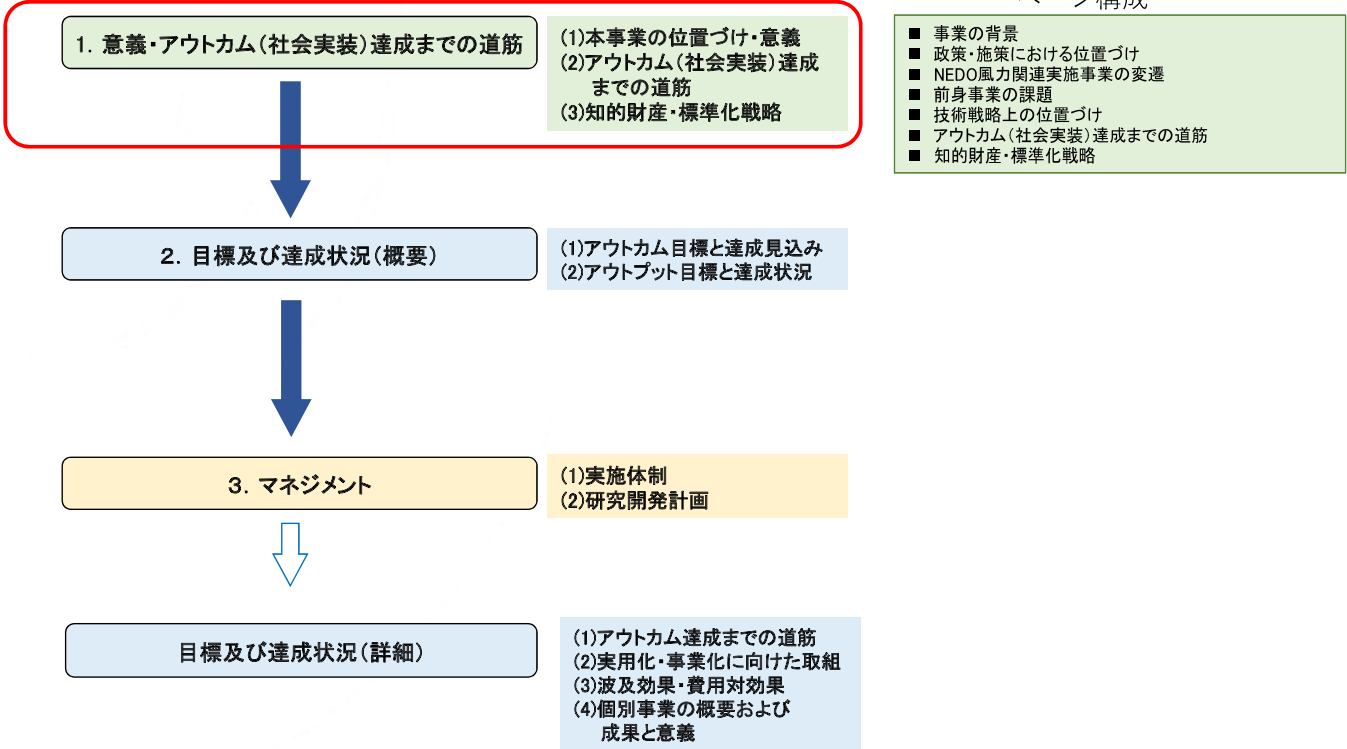 ページ構成
1．意義・アウトカム（社会実装）達成までの道筋
(1)本事業の位置づけ・意義
(2)アウトカム（社会実装）達成
までの道筋
(3)知的財産・標準化戦略
■ 事業の背景
■ 政策・施策における位置づけ
■ NEDO風力関連実施事業の変遷
■ 前身事業の課題
■ 技術戦略上の位置づけ
■ アウトカム（社会実装）達成までの道筋
■ 知的財産・標準化戦略
2．目標及び達成状況（概要）
(1)アウトカム目標と達成見込み
(2)アウトプット目標と達成状況
3．マネジメント
(1)実施体制
(2)研究開発計画
目標及び達成状況（詳細）
(1)アウトカム達成までの道筋
(2)実用化・事業化に向けた取組
(3)波及効果・費用対効果
(4)個別事業の概要および
成果と意義